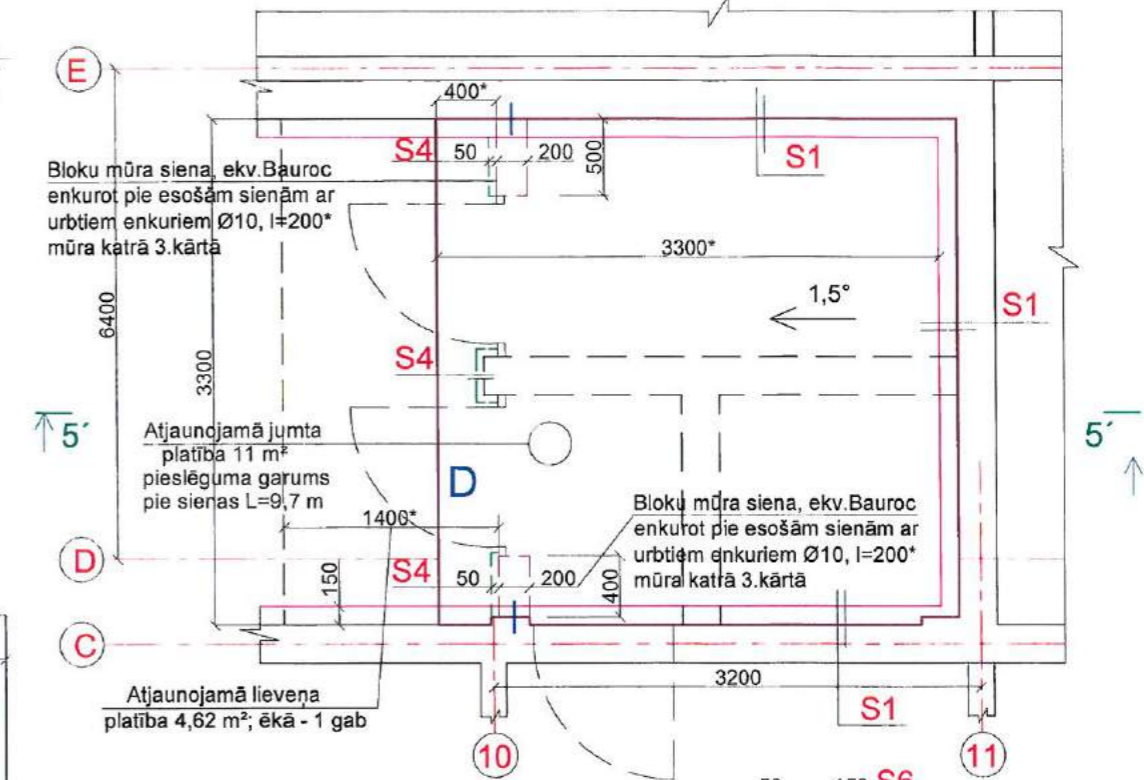 E
400*
S4
50
200
500
S1
Bloku mūra siena, ekv.Bauroc
enkurot pie esošām sienām ar
urbtiem enkuriem Ø10, l=200*
mūra katrā 3.kārtā
3300*
1,5°
S1
6400
3300
S4
5´
5´
Atjaunojamā jumta
platība 11 m²
pieslēguma garums
pie sienas L=9,7 m
D
Bloku mūra siena, ekv.Bauroc
enkurot pie esošām sienām ar
urbtiem enkuriem Ø10, l=200*
mūra katrā 3.kārtā
1400*
D
S4
50
200
400
150
C
3200
Atjaunojamā lieveņa
platība 4,62 m²; ēkā - 1 gab
S1
10
11
S6